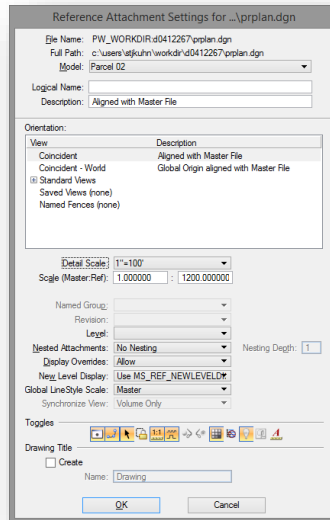 Reference Attachment Settings for ...\prplan.dgn
File Name: PW_WORKDIR:d0412267\prplan.dgn
Full Path: c:\users\stjkuhn\workdir\d0412267\prplan.dgn
Model: Parcel 02
Logical Name:
Description: Aligned with Master File
Orientation:
View Description
Coincident Aligned with Master File
Coincident - World Global Origin aligned with Master File
Standard Views
Saved Views (none)
Named Fences (none)
Detail Scale: 1"=100'
Scale (Master:Ref): 1.000000 : 1200.000000
Named Group:
Revision:
Level:
Nested Attachments: No Nesting Nesting Depth: 1
Display Overrides: Allow
New Level Display: Use MS_REF_NEWLEVELDI
Global LineStyle Scale: Master
Synchronize View: Volume Only
Toggles
1:1
Drawing Title
Create
Name: Drawing
OK Cancel